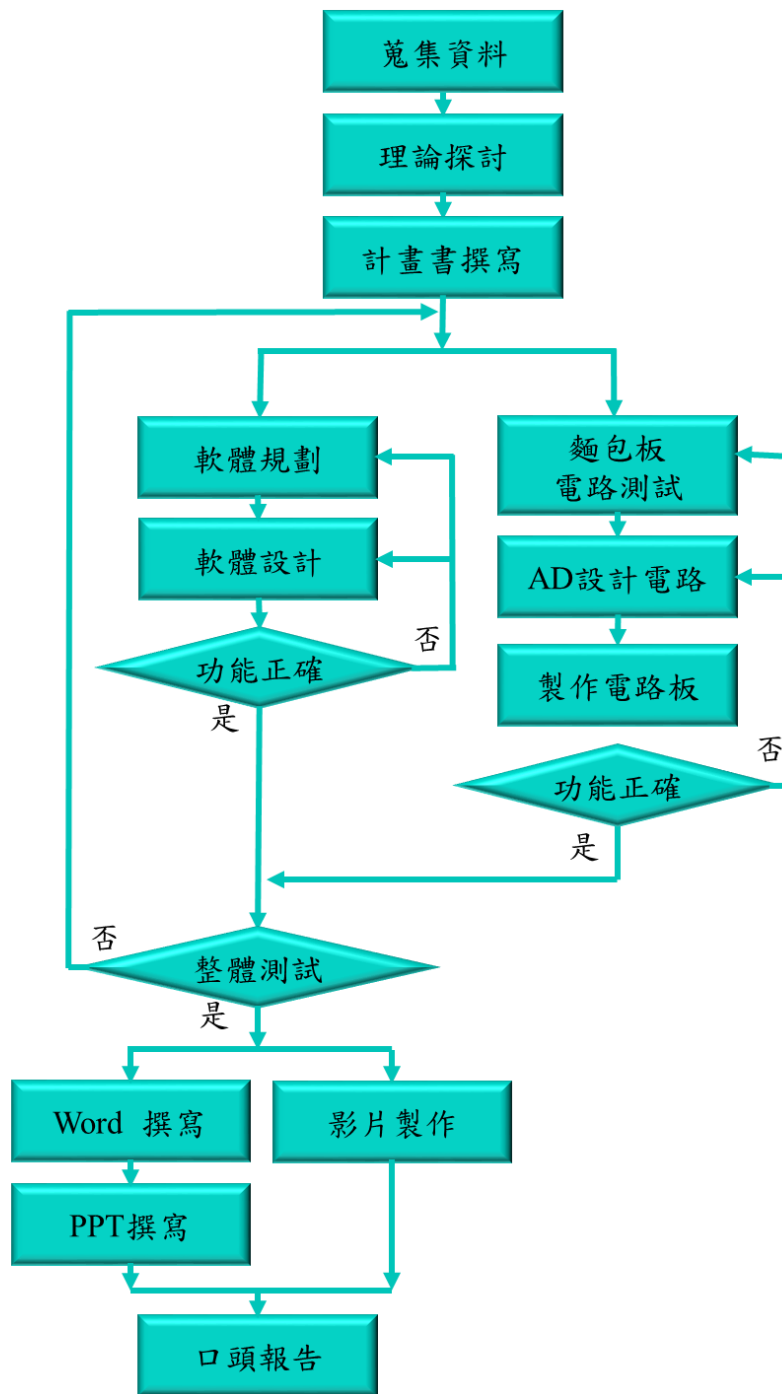 蒐集資料
理論探討
計畫書撰寫
軟體規劃
麵包板
電路測試
軟體設計
AD設計電路
否
功能正確
製作電路板
是
否
功能正確
是
否
整體測試
是
Word 撰寫
影片製作
PPT撰寫
口頭報告